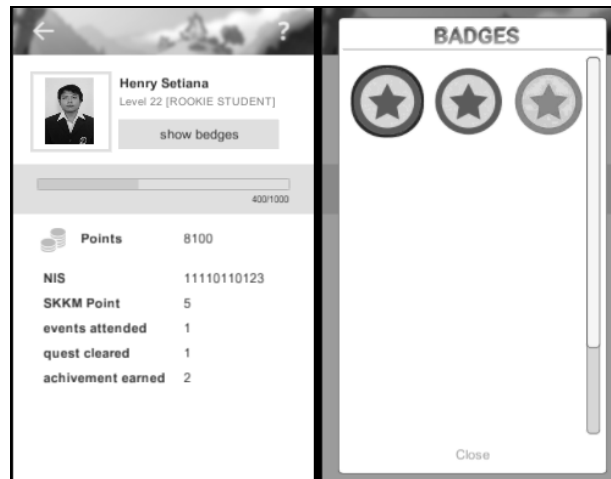 ?
Henry Setiana
Level 22 [ROOKIE STUDENT]
show bedges
400/1000
Points 8100
NIS 11110110123
SKKM Point 5
events attended 1
quest cleared 1
achivement earned 2
BADGES
Close